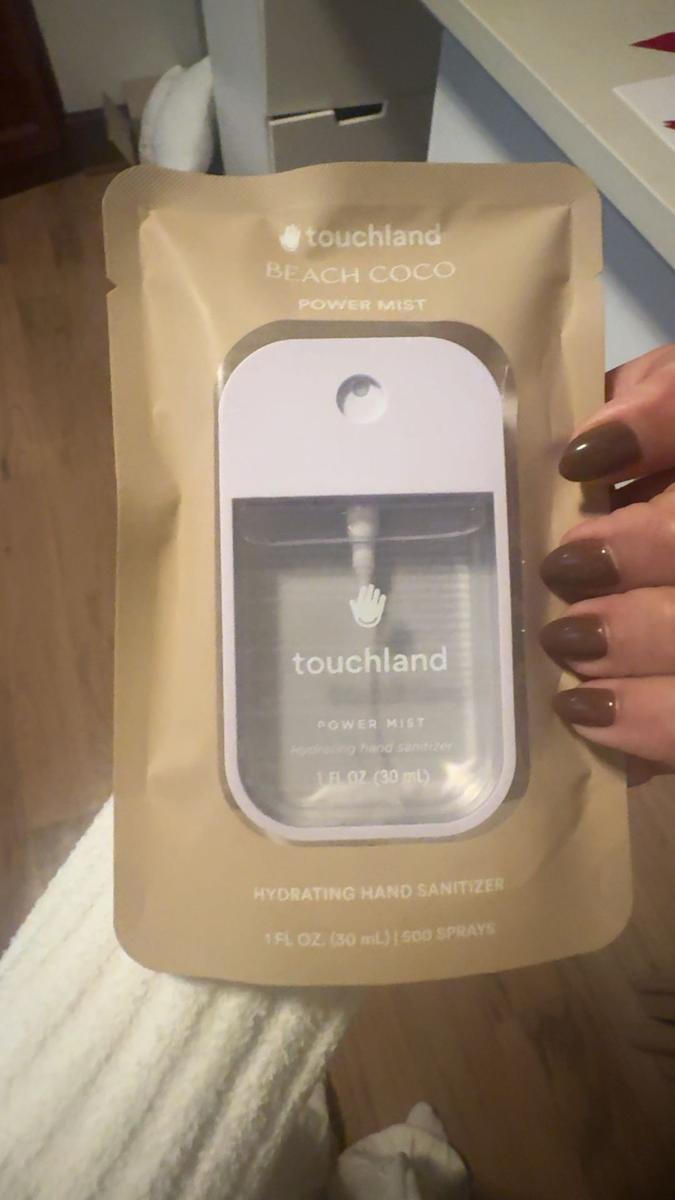 touchland
BEACH COCO
POWER MIST
touchland
POWER MIST
Hydrating hand sanitizer
1 FL OZ. (30 mL)
HYDRATING HAND SANITIZER
1 FL OZ. (30 mL) | 500 SPRAYS